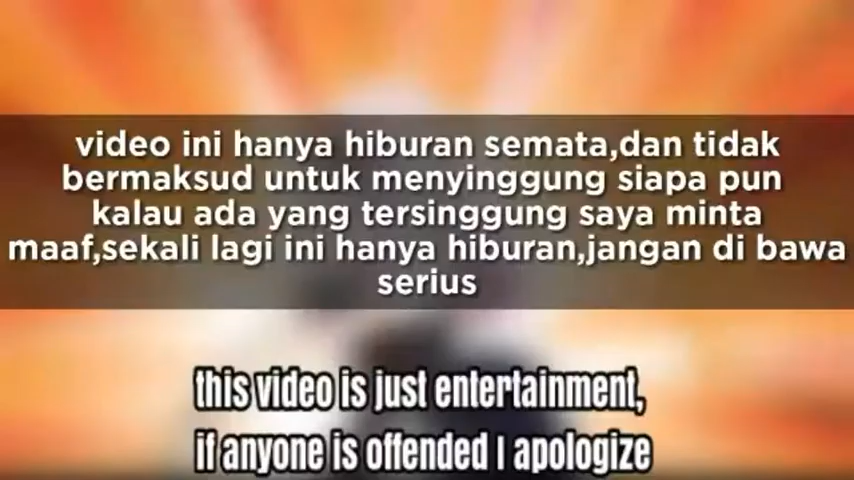 video ini hanya hiburan semata,dan tidak
bermaksud untuk menyinggung siapa pun
kalau ada yang tersinggung saya minta
maaf,sekali lagi ini hanya hiburan,jangan di bawa
serius
this video is just entertainment,
if anyone is offended I apologize